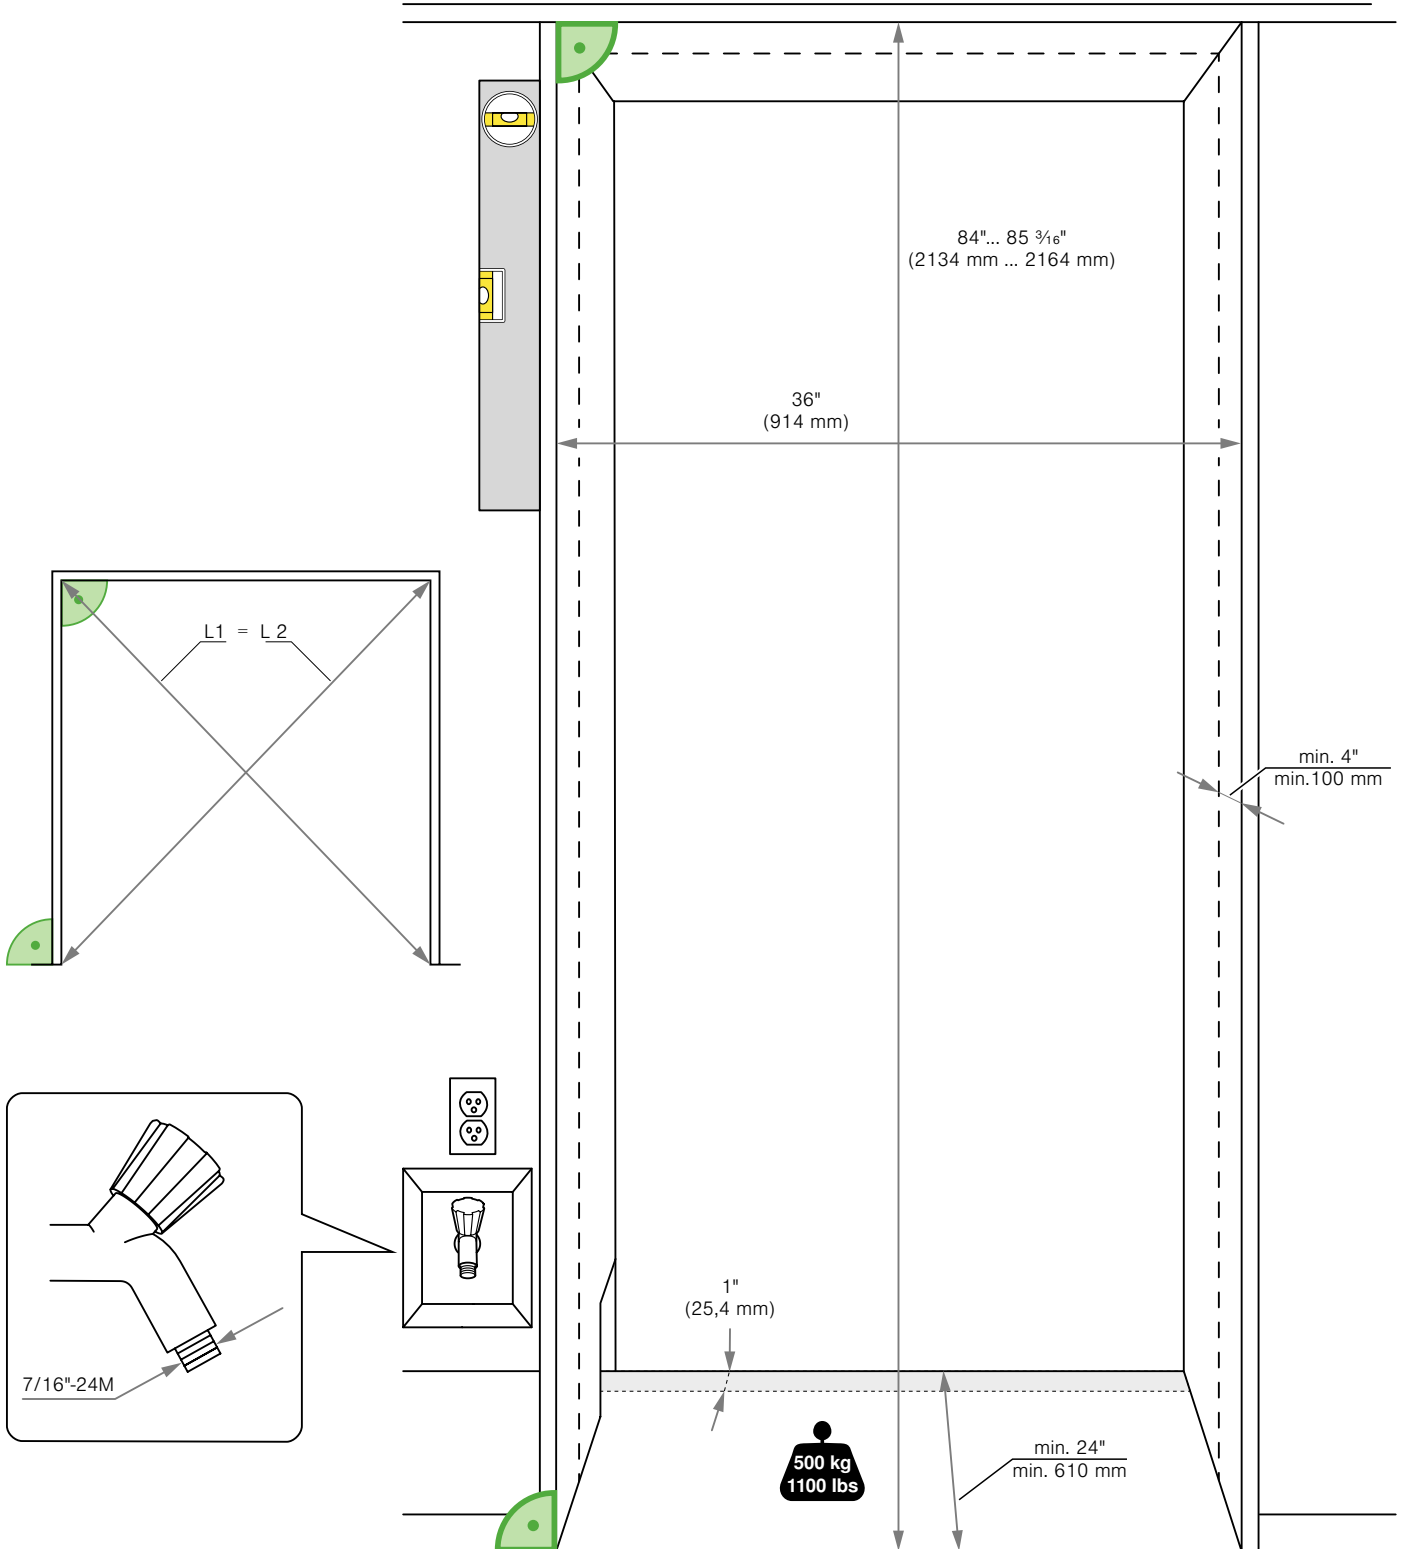 84"... 85 ³⁄₁₆"
(2134 mm ... 2164 mm)
36"
(914 mm)
L1 = L 2
min. 4"
min.100 mm
1"
(25,4 mm)
7/16"-24M
500 kg
1100 lbs
min. 24"
min. 610 mm